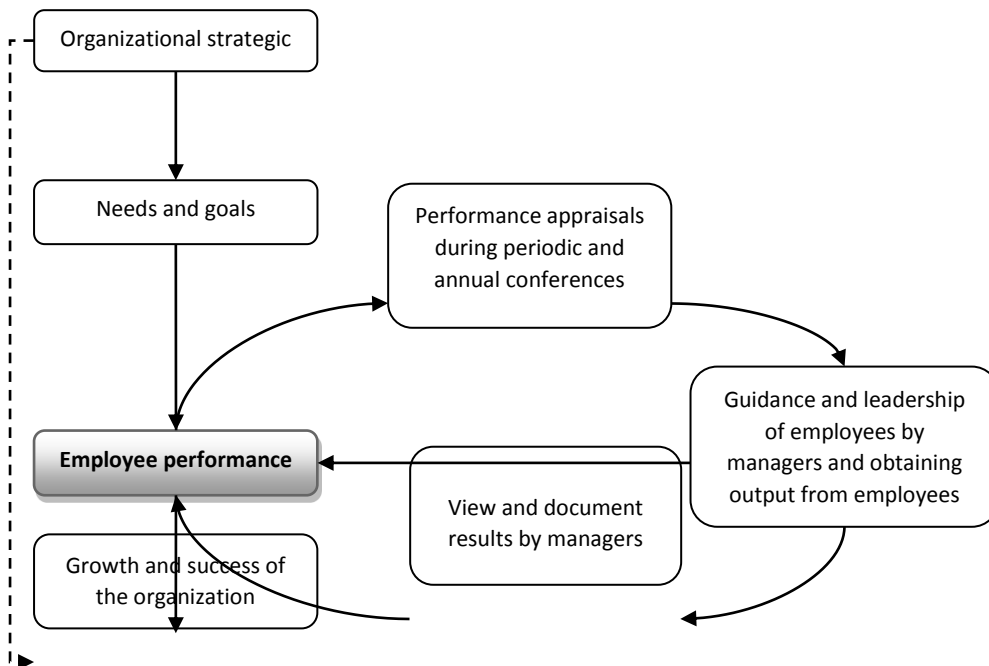 Organizational strategic
Needs and goals
Performance appraisals
during periodic and
annual conferences
Guidance and leadership
of employees by
managers and obtaining
output from employees
Employee performance
View and document
results by managers
Growth and success of
the organization